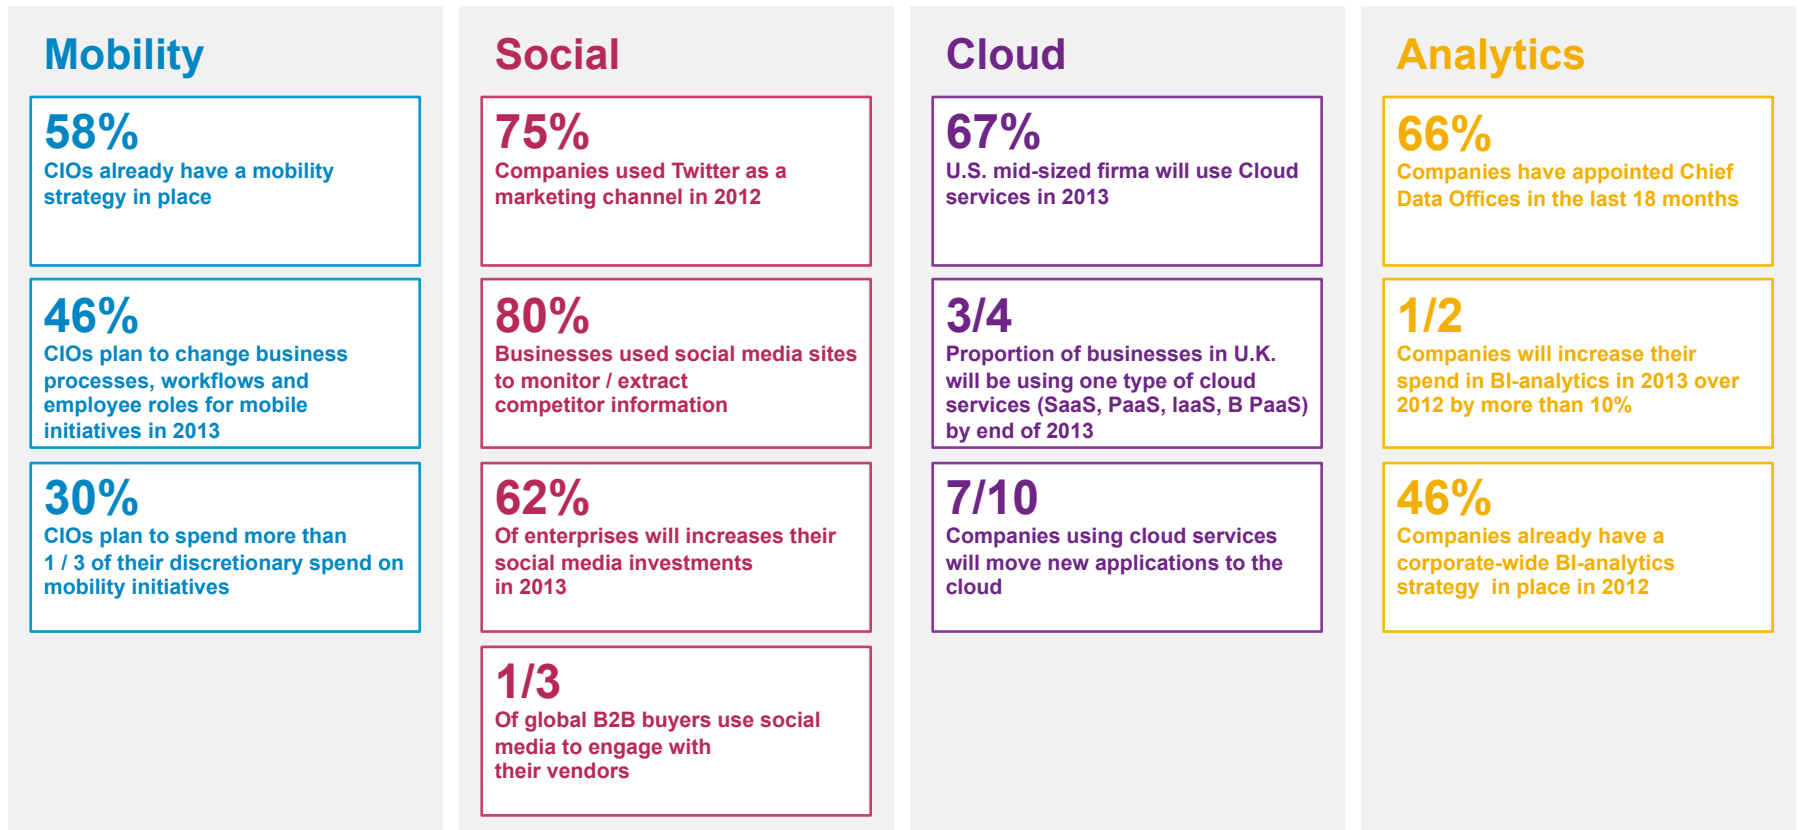 Mobility
58%
CIOs already have a mobility
strategy in place
46%
CIOs plan to change business
processes, workflows and
employee roles for mobile
initiatives in 2013
30%
CIOs plan to spend more than
1 / 3 of their discretionary spend on
mobility initiatives
Social
75%
Companies used Twitter as a
marketing channel in 2012
80%
Businesses used social media sites
to monitor / extract
competitor information
62%
Of enterprises will increases their
social media investments
in 2013
1/3
Of global B2B buyers use social
media to engage with
their vendors
Cloud
67%
U.S. mid-sized firma will use Cloud
services in 2013
3/4
Proportion of businesses in U.K.
will be using one type of cloud
services (SaaS, PaaS, IaaS, B PaaS)
by end of 2013
7/10
Companies using cloud services
will move new applications to the
cloud
Analytics
66%
Companies have appointed Chief
Data Offices in the last 18 months
1/2
Companies will increase their
spend in BI-analytics in 2013 over
2012 by more than 10%
46%
Companies already have a
corporate-wide BI-analytics
strategy  in place in 2012